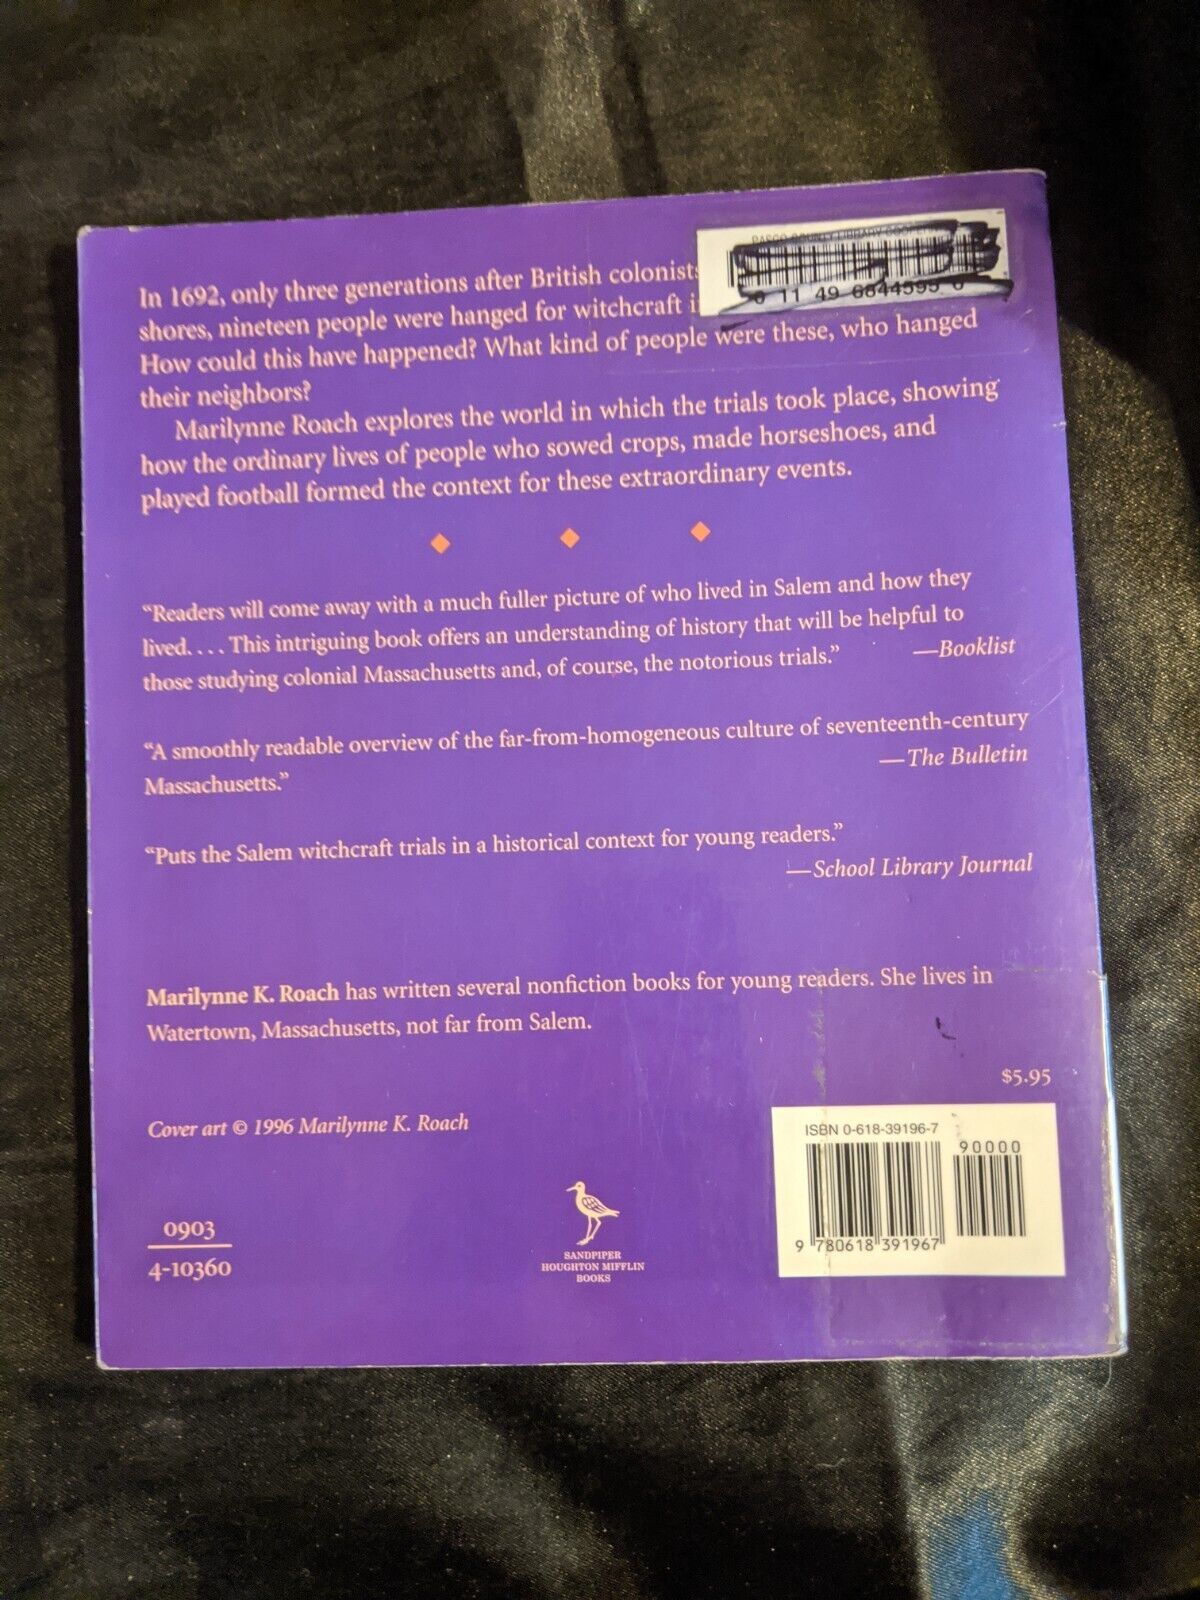 In 1692, only three generations after British colonists
shores, nineteen people were hanged for witchcraft
How could this have happened? What kind of people were these, who hanged
their neighbors?
Marilynne Roach explores the world in which the trials took place, showing
how the ordinary lives of people who sowed crops, made horseshoes, and
played football formed the context for these extraordinary events.
“Readers will come away with a much fuller picture of who lived in Salem and how they
lived. . . . This intriguing book offers an understanding of history that will be helpful to
those studying colonial Massachusetts and, of course, the notorious trials.” —Booklist
“A smoothly readable overview of the far-from-homogeneous culture of seventeenth-century
Massachusetts.” —The Bulletin
“Puts the Salem witchcraft trials in a historical context for young readers.”
—School Library Journal
Marilynne K. Roach has written several nonfiction books for young readers. She lives in
Watertown, Massachusetts, not far from Salem.
$5.95
Cover art © 1996 Marilynne K. Roach
ISBN 0-618-39196-7
90000
9 780618 391967
0903
4-10360
SANDPIPER
HOUGHTON MIFFLIN
BOOKS